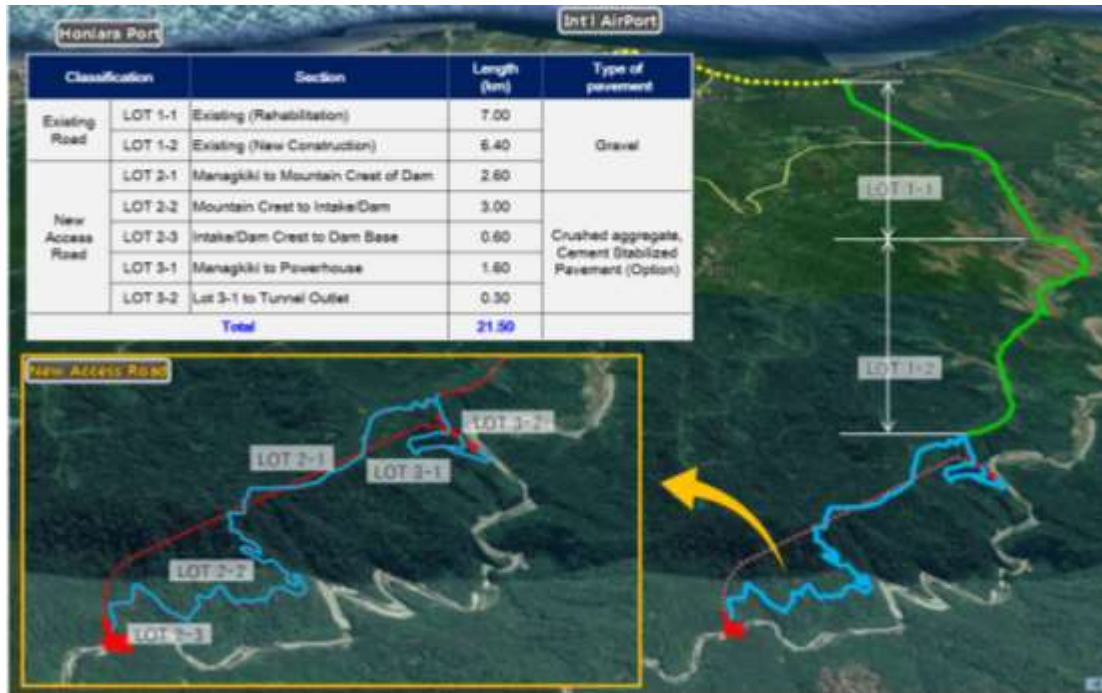 Honiara Port
Int'l AirPort
Classification Section Length (km) Type of pavement
Existing Road LOT 1-1 Existing (Rehabilitation) 7.00 Gravel
LOT 1-2 Existing (New Construction) 6.40
New Access Road LOT 2-1 Managkiki to Mountain Crest of Dam 2.60
LOT 2-2 Mountain Crest to Intake/Dam 3.00 Crushed aggregate, Cement Stabilized Pavement (Option)
LOT 2-3 Intake/Dam Crest to Dam Base 0.60
LOT 3-1 Managkiki to Powerhouse 1.60
LOT 3-2 Lot 3-1 to Tunnel Outlet 0.30
Total 21.50
LOT 1-1
LOT 1-2
New Access Road
LOT 3-2
LOT 2-1
LOT 3-1
LOT 2-2
LOT 2-3